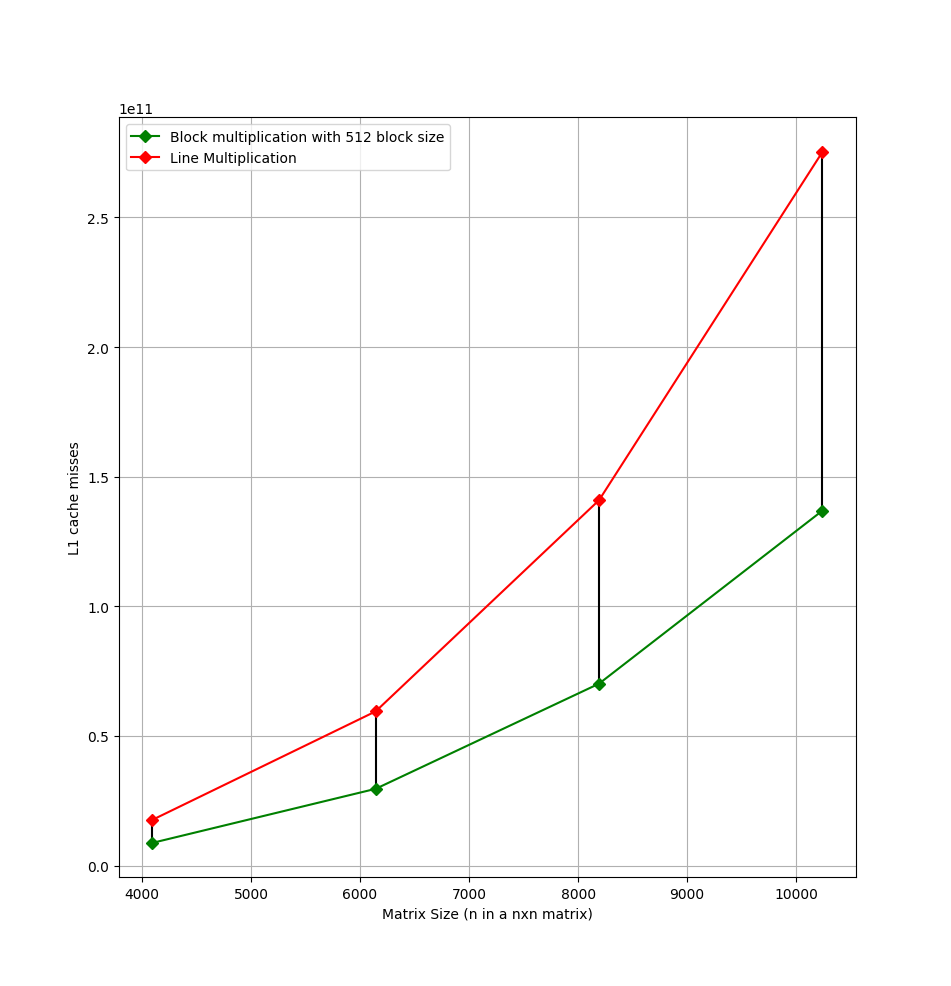 1e11
Block multiplication with 512 block size
Line Multiplication
2.5
2.0
1.5
1.0
0.5
0.0
L1 cache misses
4000 5000 6000 7000 8000 9000 10000
Matrix Size (n in a nxn matrix)